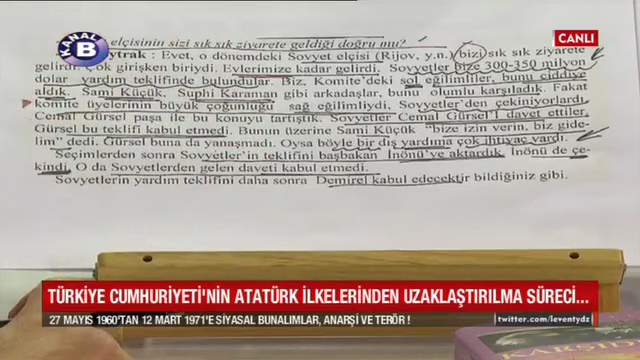 KANAL B
CANLI
elçisinin sizi sık sık ziyarete geldiği doğru mu?
ytrak: Evet, o dönemdeki Sovyet elçisi (Rijov, y.n.) bizi sık sık ziyarete
gelirdi. Çok girişken biriydi. Evlerimize kadar gelirdi, Sovyetler bize 300-350 milyon
dolar yardım teklifinde bulundular. Biz, Komite'deki sol eğilimliler, bunu ciddiye
aldık. Sami Küçük, Suphi Karaman gibi arkadaşlar, bunu olumlu karşıladık. Fakat
komite üyelerinin büyük çoğunluğu sağ eğilimliydi, Sovyetler'den çekiniyorlardı.
Cemal Gürsel paşa ile bu konuyu tartıştık. Sovyetler Cemal Gürsel'i davet ettiler,
Gürsel bu teklifi kabul etmedi. Bunun üzerine Sami Küçük "bize izin verin, biz gide-
lim" dedi. Gürsel buna da yanaşmadı. Oysa böyle bir dış yardıma çok ihtiyaç vardı.
Seçimlerden sonra Sovyetler'in teklifini başbakan İnönü'ye aktardık. İnönü de çe-
kindi. O da Sovyetlerden gelen daveti kabul etmedi.
Sovyetlerin yardım teklifini daha sonra Demirel kabul edecektir bildiğiniz gibi.
TÜRKİYE CUMHURİYETİ'NİN ATATÜRK İLKELERİNDEN UZAKLAŞTIRILMA SÜRECİ...
27 MAYIS 1960'TAN 12 MART 1971'E SİYASAL BUNALIMLAR, ANARŞİ VE TERÖR !
twitter.com/leventydz